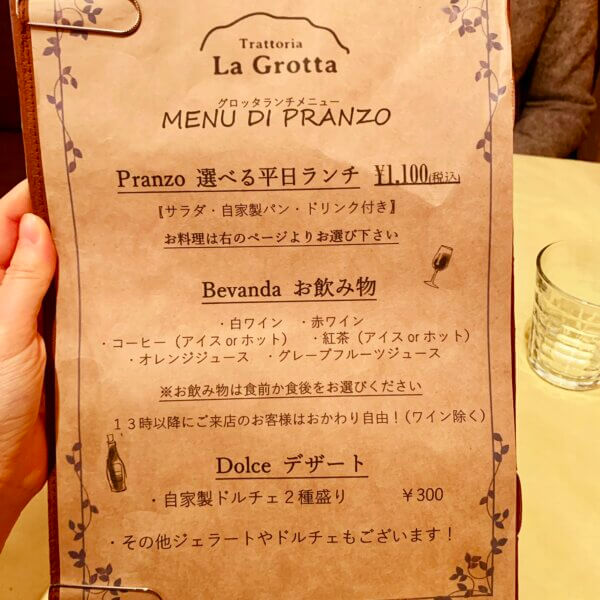 Trattoria
La Grotta
グロッタランチメニュー
MENU DI PRANZO
Pranzo 選べる平日ランチ ¥1,100(税込)
〖サラダ・自家製パン・ドリンク付き〗
お料理は右のページよりお選び下さい
Bevanda お飲み物
・白ワイン ・赤ワイン
・コーヒー（アイス or ホット） ・紅茶（アイス or ホット）
・オレンジジュース ・グレープフルーツジュース
※お飲み物は食前か食後をお選びください
１３時以降にご来店のお客様はおかわり自由！（ワイン除く）
Dolce デザート
・自家製ドルチェ２種盛り ￥300
・その他ジェラートやドルチェもございます！